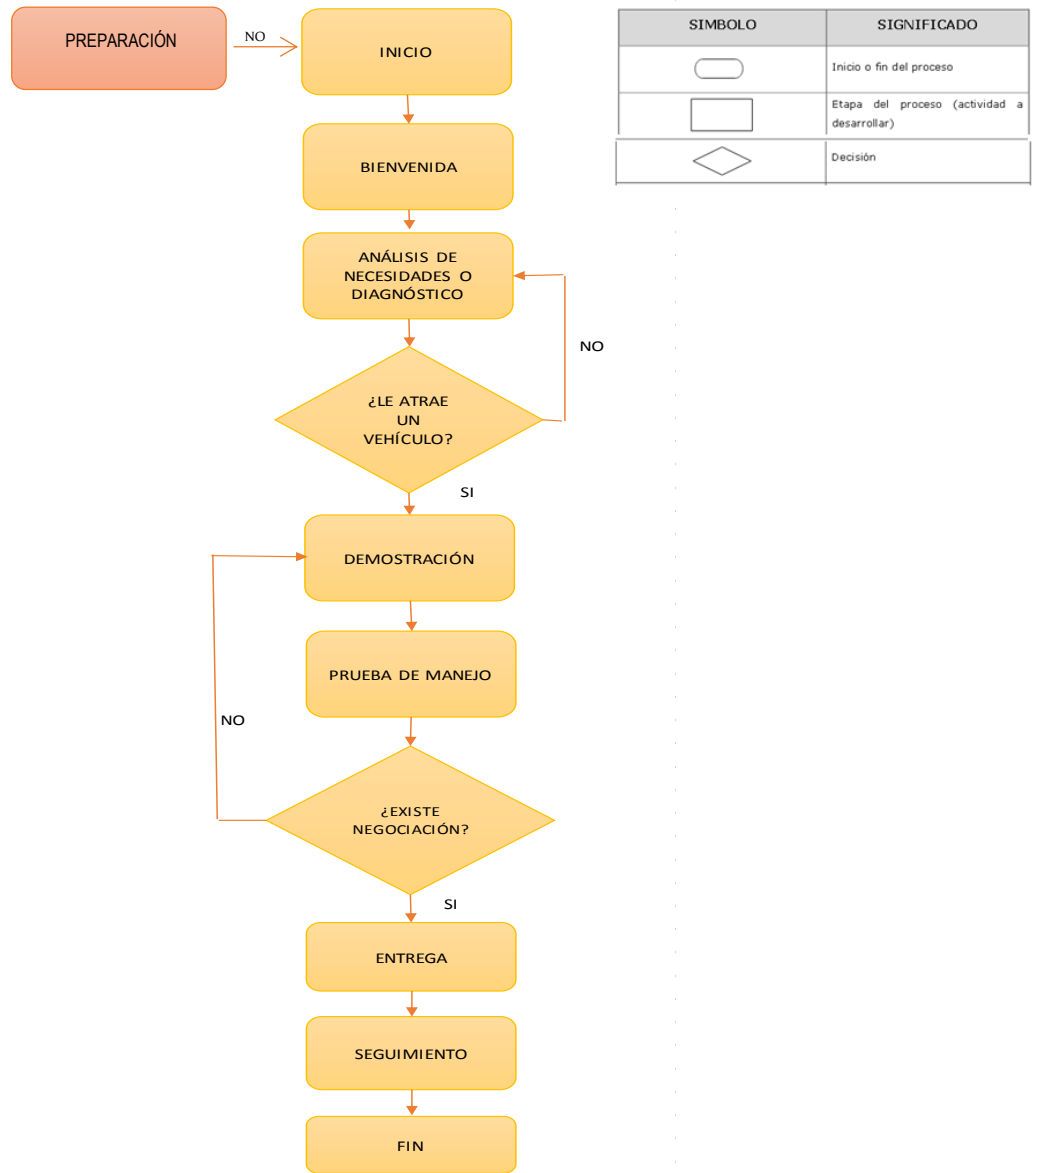 PREPARACIÓN
NO
INICIO
BIENVENIDA
ANÁLISIS DE
NECESIDADES O
DIAGNÓSTICO
NO
¿LE ATRAE
UN
VEHÍCULO?
SI
DEMOSTRACIÓN
PRUEBA DE MANEJO
NO
¿EXISTE
NEGOCIACIÓN?
SI
ENTREGA
SEGUIMIENTO
FIN
SIMBOLO
SIGNIFICADO
Inicio o fin del proceso
Etapa del proceso (actividad a
desarrollar)
Decisión